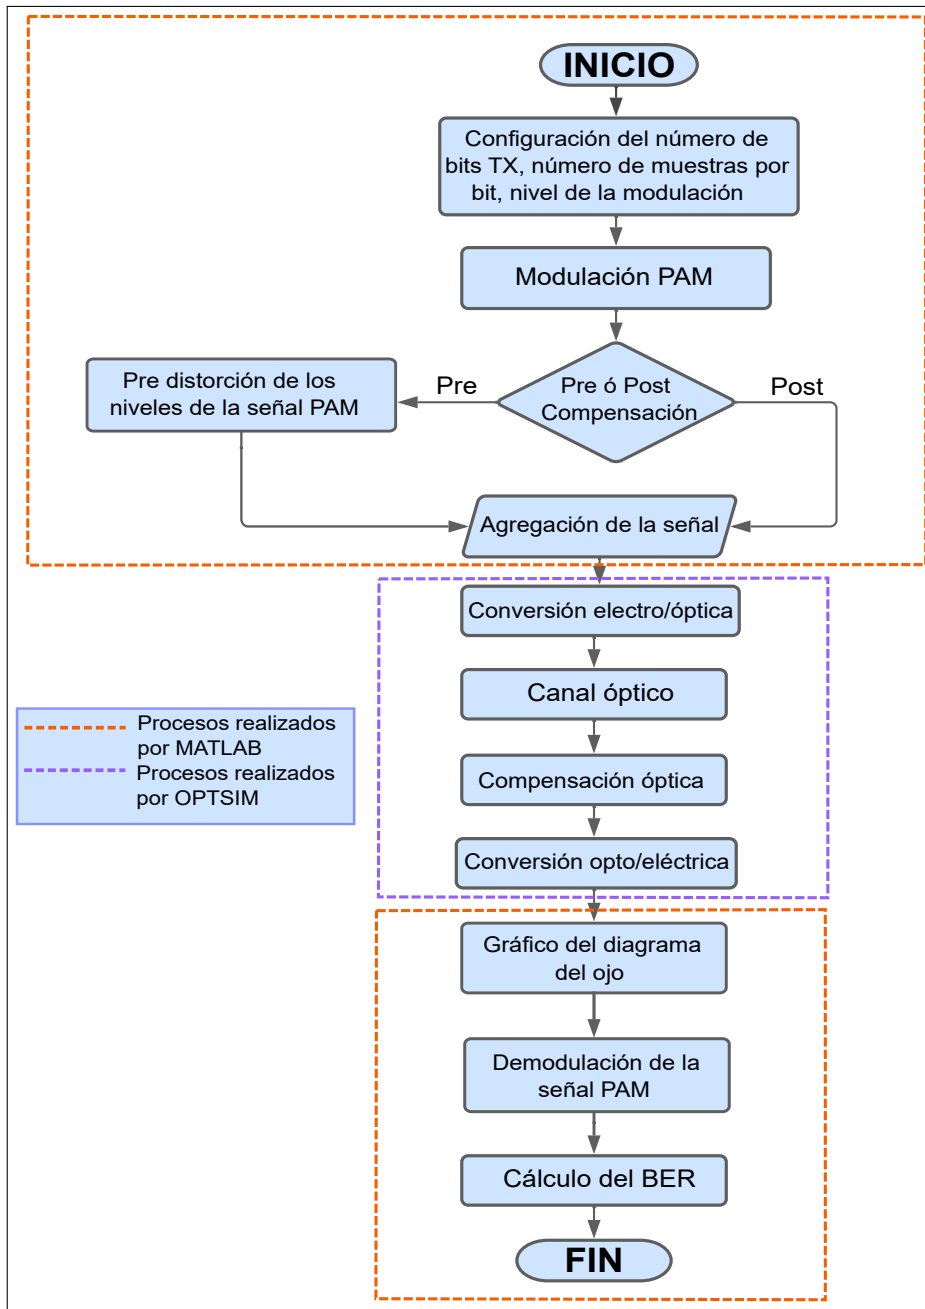 INICIO
Configuración del número de
bits TX, número de muestras por
bit, nivel de la modulación
Modulación PAM
Pre ó Post
Compensación
Pre
Post
Pre distorción de los
niveles de la señal PAM
Agregación de la señal
Conversión electro/óptica
Canal óptico
Compensación óptica
Conversión opto/eléctrica
Procesos realizados
por MATLAB
Procesos realizados
por OPTSIM
Gráfico del diagrama
del ojo
Demodulación de la
señal PAM
Cálculo del BER
FIN